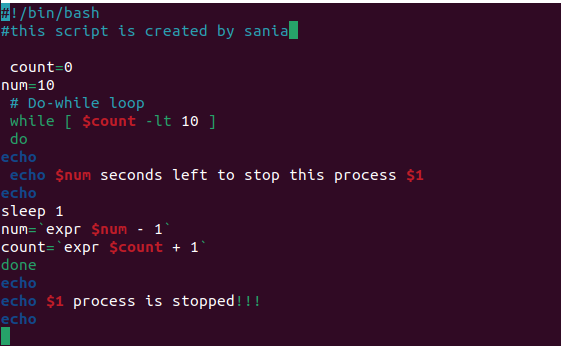 #!/bin/bash
#this script is created by sania

count=0
num=10
# Do-while loop
while [ $count -lt 10 ]
do
echo
echo $num seconds left to stop this process $1
echo
sleep 1
num=`expr $num - 1`
count=`expr $count + 1`
done
echo
echo $1 process is stopped!!!
echo